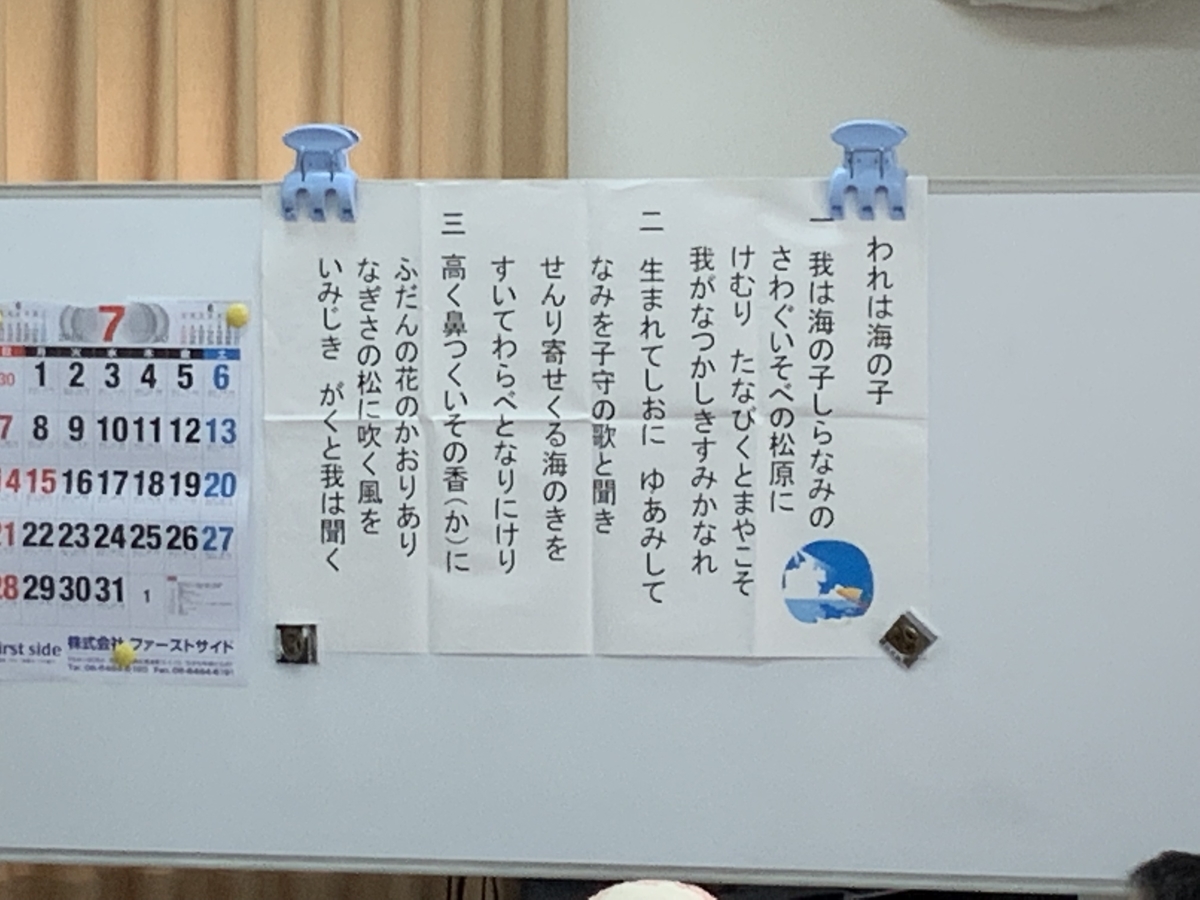 われは海の子
一 我は海の子しらなみの
さわぐいそべの松原に
けむり たなびくとまやこそ
我がなつかしきすみかなれ
二 生まれてしおに ゆあみして
なみを子守の歌と聞き
せんり寄せくる海のきを
すいてわらべとなりにけり
三 高く鼻つくいその香(か)に
ふだんの花のかおりあり
なぎさの松に吹く風を
いみじき がくと我は聞く
7
月 火 水 木 金 土
30 1 2 3 4 5 6
7 8 9 10 11 12 13
14 15 16 17 18 19 20
21 22 23 24 25 26 27
28 29 30 31 1
irst side 株式会社 ファーストサイド